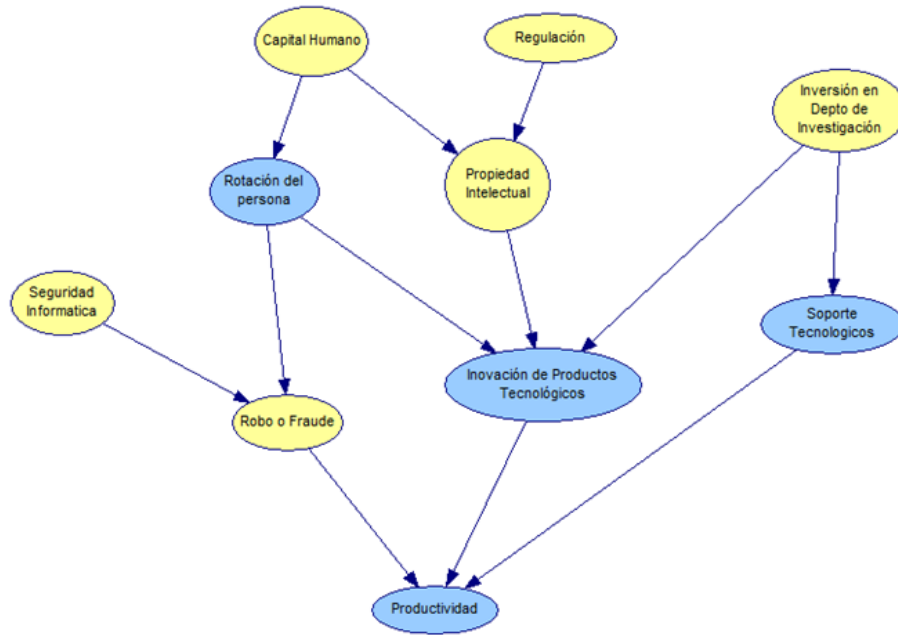 Capital Humano
Regulación
Inversión en
Depto de
Investigación
Rotación del
persona
Propiedad
Intelectual
Seguridad
Informatica
Soporte
Tecnologicos
Inovación de Productos
Tecnológicos
Robo o Fraude
Productividad